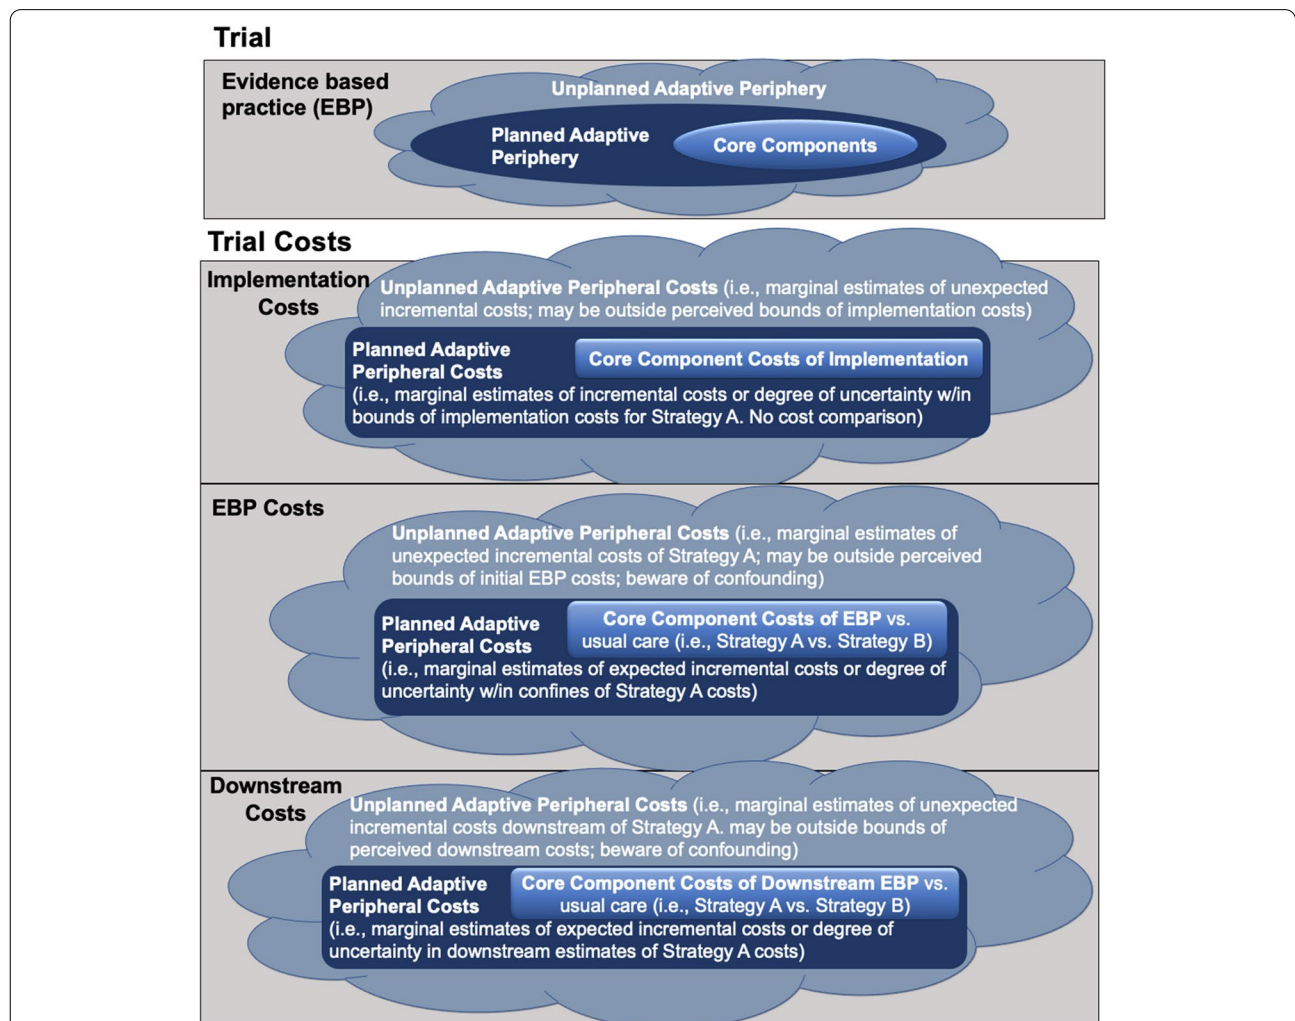 Trial
Evidence based
practice (EBP)
Unplanned Adaptive Periphery
Planned Adaptive
Periphery
Core Components
Trial Costs
Implementation
Costs
Unplanned Adaptive Peripheral Costs (i.e., marginal estimates of unexpected
incremental costs; may be outside perceived bounds of implementation costs)
Planned Adaptive
Peripheral Costs
Core Component Costs of Implementation
(i.e., marginal estimates of incremental costs or degree of uncertainty w/in
bounds of implementation costs for Strategy A. No cost comparison)
EBP Costs
Unplanned Adaptive Peripheral Costs (i.e., marginal estimates of
unexpected incremental costs of Strategy A; may be outside perceived
bounds of initial EBP costs; beware of confounding)
Planned Adaptive
Peripheral Costs
Core Component Costs of EBP vs.
usual care (i.e., Strategy A vs. Strategy B)
(i.e., marginal estimates of expected incremental costs or degree of
uncertainty w/in confines of Strategy A costs)
Downstream
Costs
Unplanned Adaptive Peripheral Costs (i.e., marginal estimates of unexpected
incremental costs downstream of Strategy A. may be outside bounds of
perceived downstream costs; beware of confounding)
Planned Adaptive
Peripheral Costs
Core Component Costs of Downstream EBP vs.
usual care (i.e., Strategy A vs. Strategy B)
(i.e., marginal estimates of expected incremental costs or degree of
uncertainty in downstream estimates of Strategy A costs)